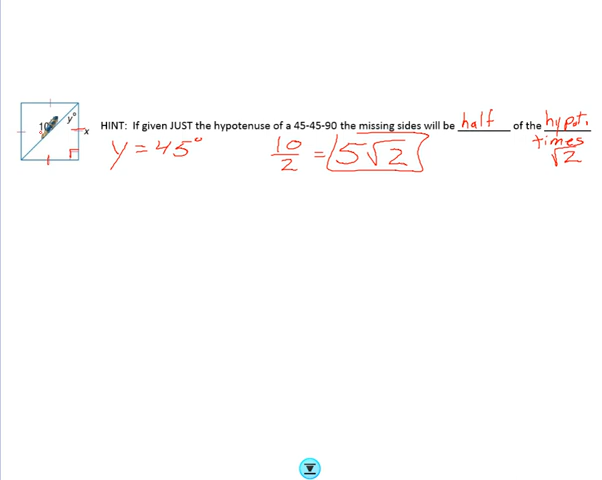 10
y°
x
HINT: If given JUST the hypotenuse of a 45-45-90 the missing sides will be half of the hypot.
times
√2
y = 45°
10/2 = 5√2